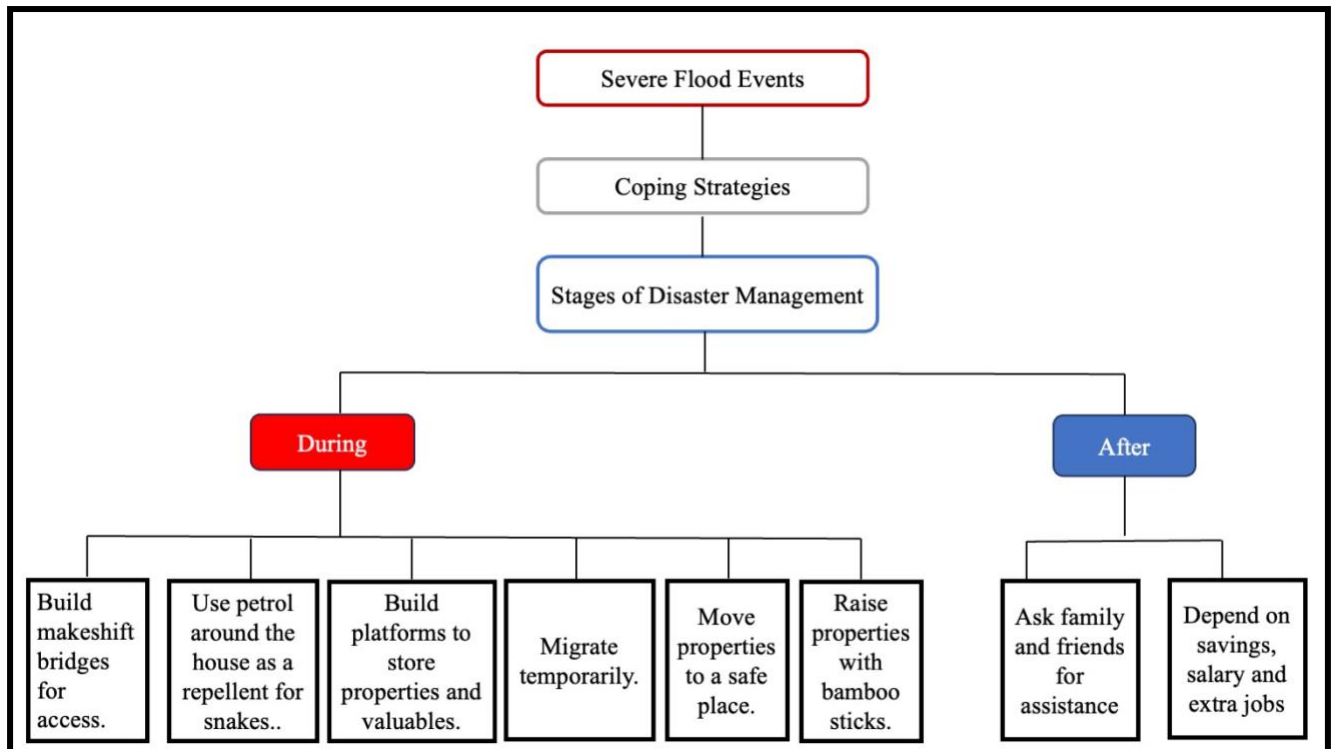 Severe Flood Events
Coping Strategies
Stages of Disaster Management
During
After
Build
makeshift
bridges
for
access.
Use petrol
around the
house as a
repellent for
snakes..
Build
platforms to
store
properties and
valuables.
Migrate
temporarily.
Move
properties
to a safe
place.
Raise
properties
with
bamboo
sticks.
Ask family
and friends
for
assistance
Depend on
savings,
salary and
extra jobs